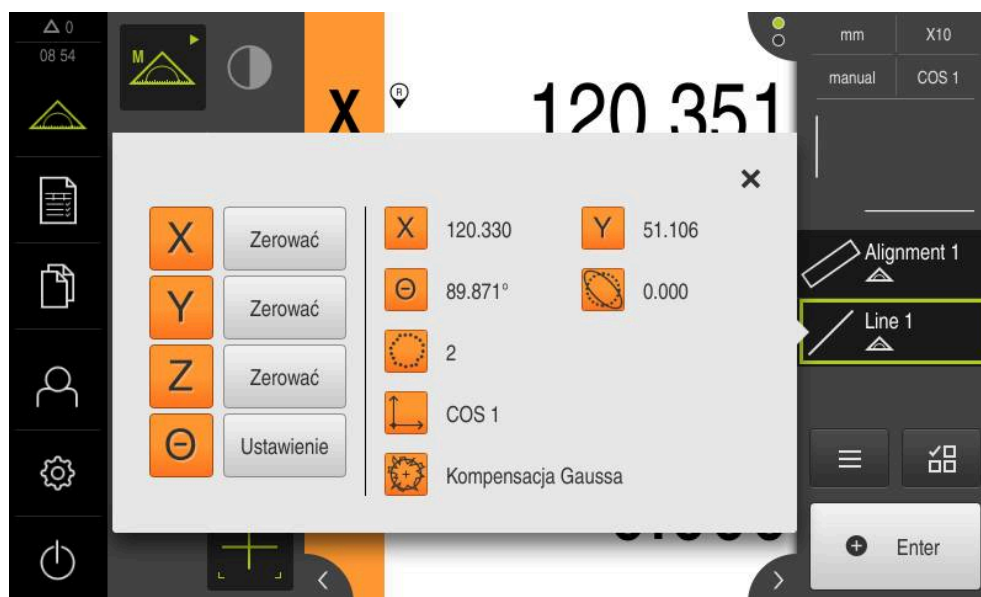 0
08 54
M
X
R
120.351
mm X10
manual COS 1
X Zerować
Y Zerować
Z Zerować
Θ Ustawienie
X 120.330 Y 51.106
Θ 89.871° 0.000
2
COS 1
Kompensacja Gaussa
Alignment 1
Line 1
Enter